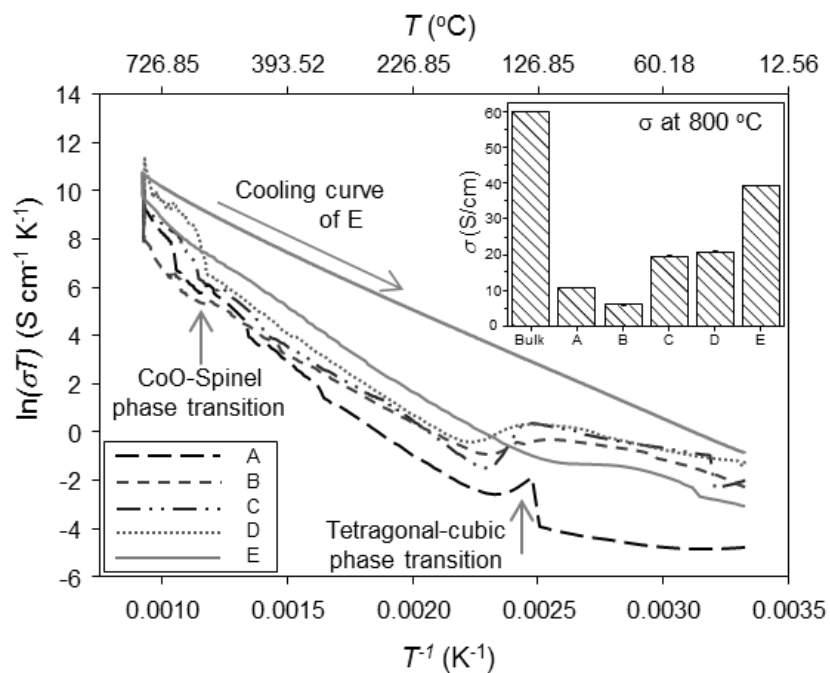 T (°C)
726.85 393.52 226.85 126.85 60.18 12.56
14
12
10
8
6
4
2
0
-2
-4
-6
ln(σT) (S cm⁻¹ K⁻¹)
Cooling curve
of E
CoO-Spinel
phase transition
Tetragonal-cubic
phase transition
A
B
C
D
E
σ at 800 °C
60
50
40
30
20
10
0
σ (S/cm)
Bulk A B C D E
0.0010 0.0015 0.0020 0.0025 0.0030 0.0035
T⁻¹ (K⁻¹)